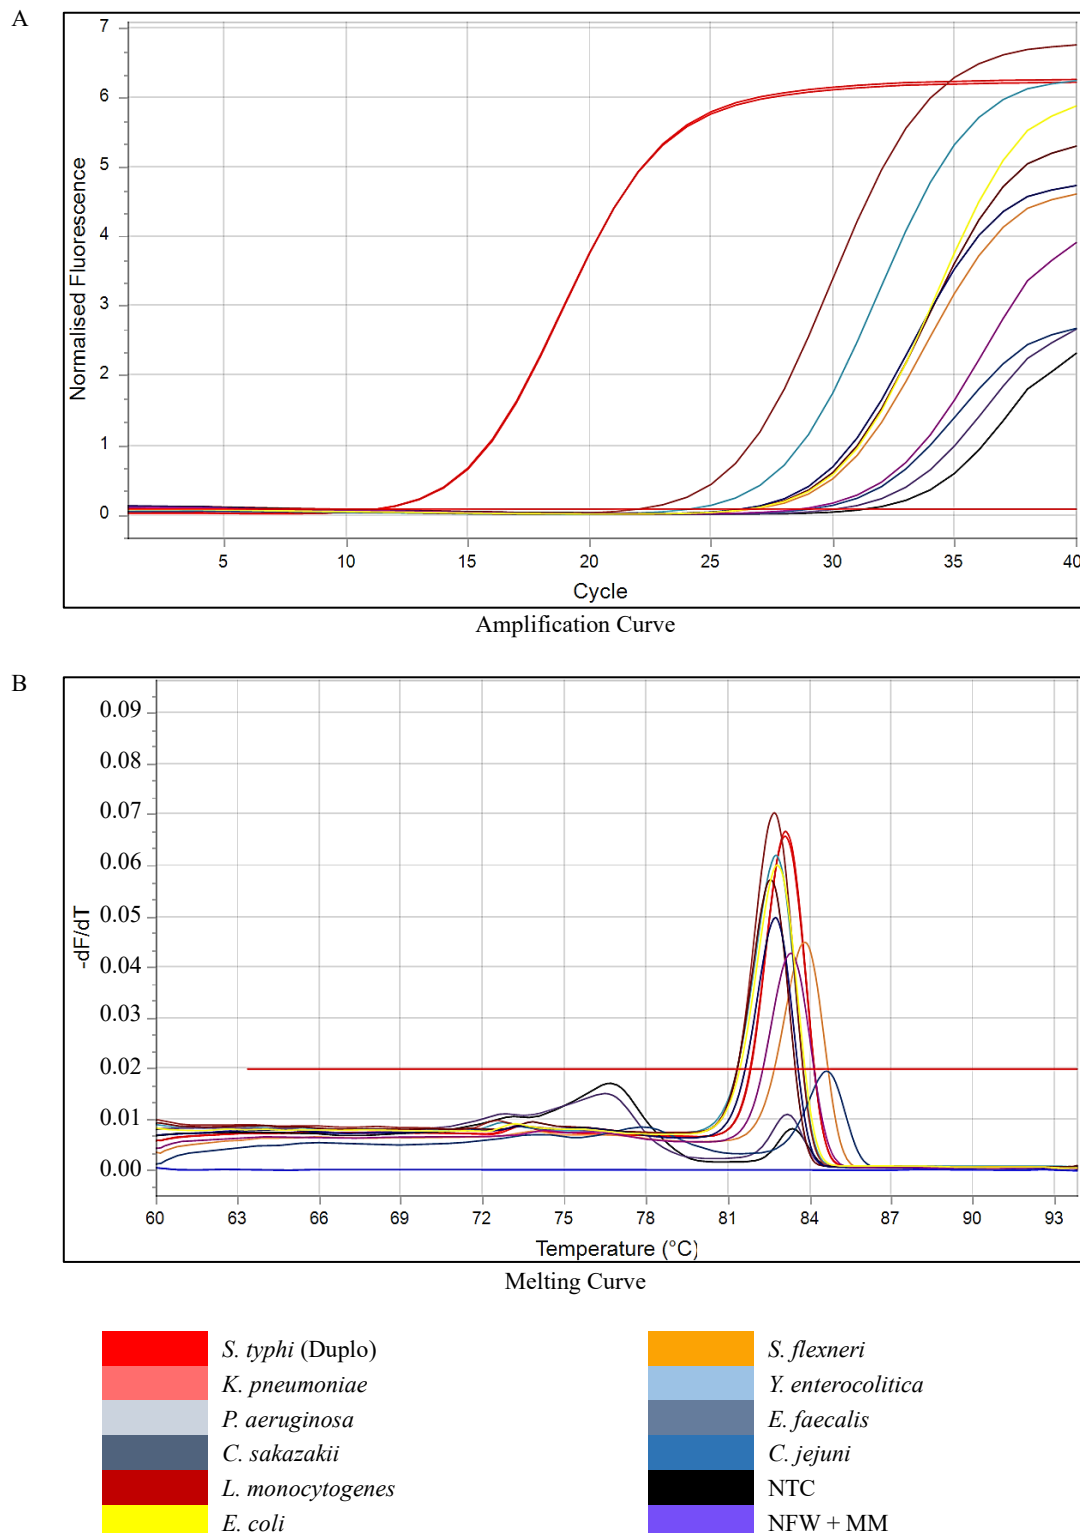 A
7
6
5
4
3
2
1
0
Normalised Fluorescence
5 10 15 20 25 30 35 40
Cycle
Amplification Curve
B
0.09
0.08
0.07
0.06
0.05
0.04
0.03
0.02
0.01
0.00
-dF/dT
60 63 66 69 72 75 78 81 84 87 90 93
Temperature (°C)
Melting Curve
S. typhi (Duplo)
K. pneumoniae
P. aeruginosa
C. sakazakii
L. monocytogenes
E. coli
S. flexneri
Y. enterocolitica
E. faecalis
C. jejuni
NTC
NFW + MM